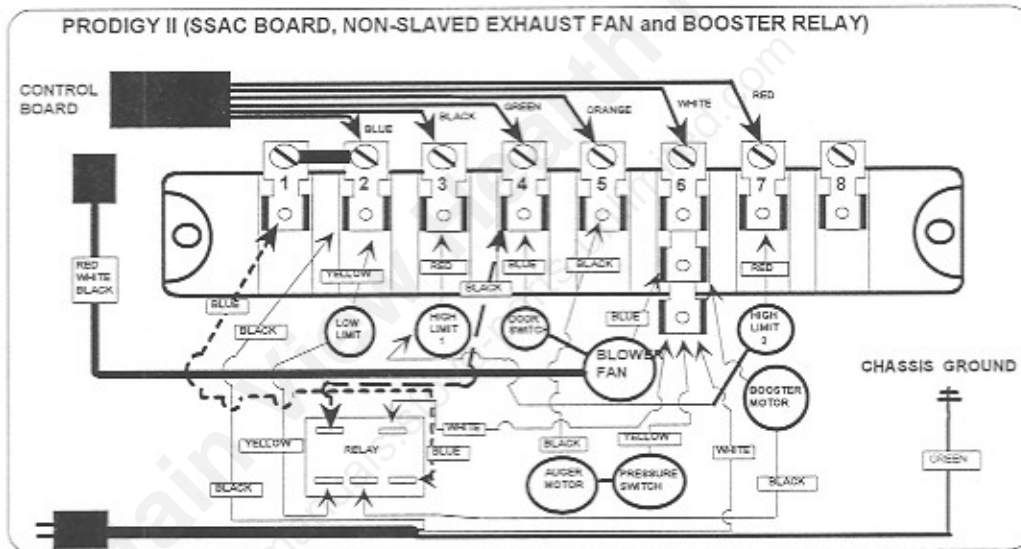 PRODIGY II (SSAC BOARD, NON-SLAVED EXHAUST FAN and BOOSTER RELAY)
CONTROL
BOARD
BLUE
BLACK
GREEN
ORANGE
WHITE
RED
1
2
3
4
5
6
7
8
RED
WHITE
BLACK
BLUE
BLACK
YELLOW
RED
BLACK
BLUE
BLACK
BLUE
RED
LOW
LIMIT
HIGH
LIMIT
1
DOOR
SWITCH
BLOWER
FAN
HIGH
LIMIT
2
BOOSTER
MOTOR
CHASSIS GROUND
YELLOW
RELAY
WHITE
BLUE
BLACK
YELLOW
WHITE
GREEN
BLACK
AUGER
MOTOR
PRESSURE
SWITCH
BLACK